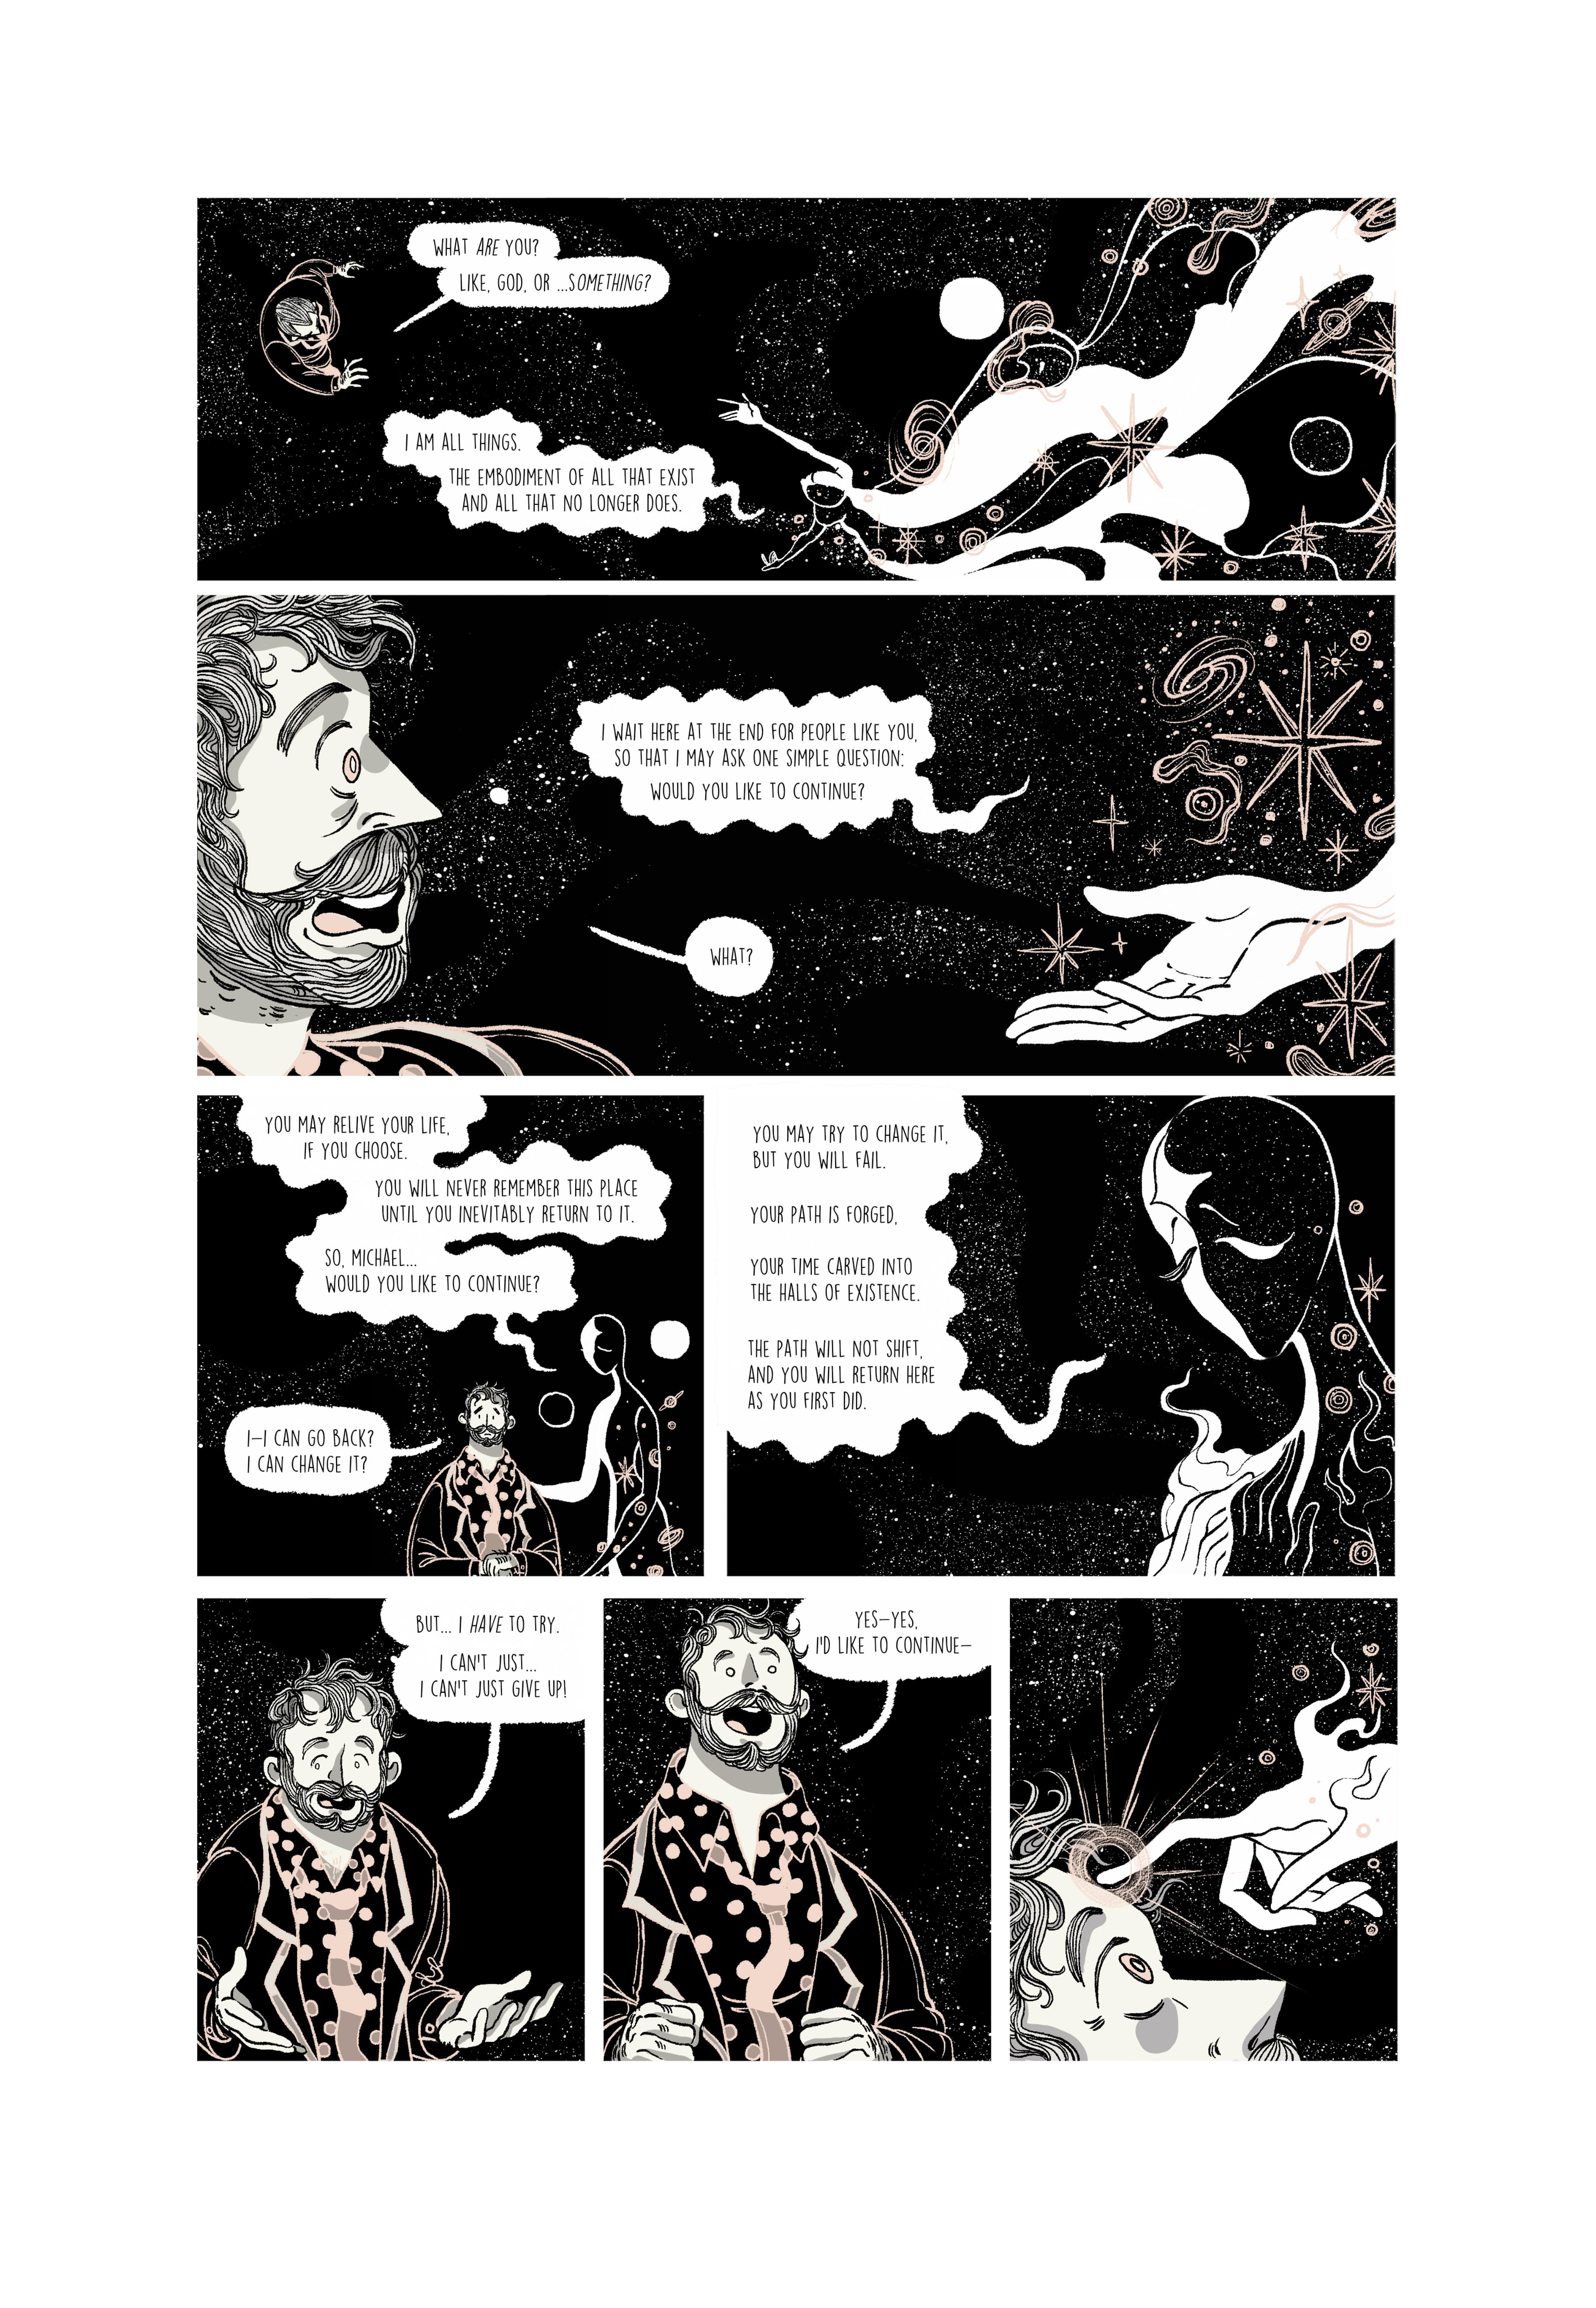 WHAT ARE YOU?
LIKE, GOD, OR ...SOMETHING?
I AM ALL THINGS.
THE EMBODIMENT OF ALL THAT EXIST
AND ALL THAT NO LONGER DOES.
I WAIT HERE AT THE END FOR PEOPLE LIKE YOU,
SO THAT I MAY ASK ONE SIMPLE QUESTION:
WOULD YOU LIKE TO CONTINUE?
WHAT?
YOU MAY RELIVE YOUR LIFE,
IF YOU CHOOSE.
YOU WILL NEVER REMEMBER THIS PLACE
UNTIL YOU INEVITABLY RETURN TO IT.
SO, MICHAEL...
WOULD YOU LIKE TO CONTINUE?
I-I CAN GO BACK?
I CAN CHANGE IT?
YOU MAY TRY TO CHANGE IT,
BUT YOU WILL FAIL.
YOUR PATH IS FORGED,
YOUR TIME CARVED INTO
THE HALLS OF EXISTENCE.
THE PATH WILL NOT SHIFT,
AND YOU WILL RETURN HERE
AS YOU FIRST DID.
BUT... I HAVE TO TRY.
I CAN'T JUST...
I CAN'T JUST GIVE UP!
YES-YES,
I'D LIKE TO CONTINUE-